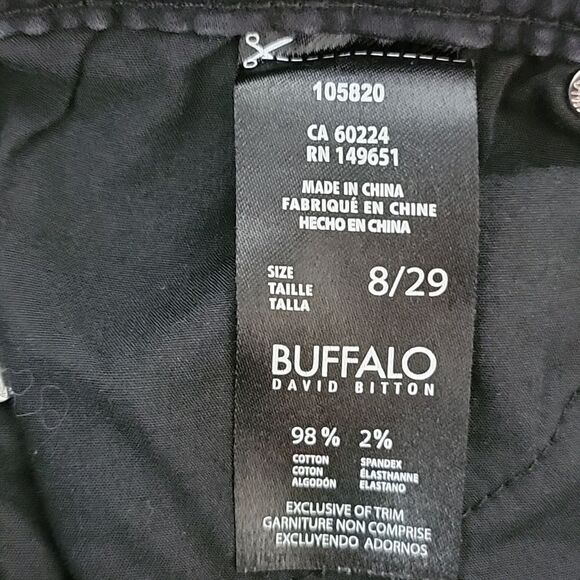 105820
CA 60224
RN 149651
MADE IN CHINA
FABRIQUÉ EN CHINE
HECHO EN CHINA
SIZE
TAILLE
TALLA
8/29
BUFFALO
DAVID BITTON
98% 2%
COTTON SPANDEX
COTON ÉLASTHANNE
ALGODÓN ELASTANO
EXCLUSIVE OF TRIM
GARNITURE NON COMPRISE
EXCLUYENDO ADORNOS